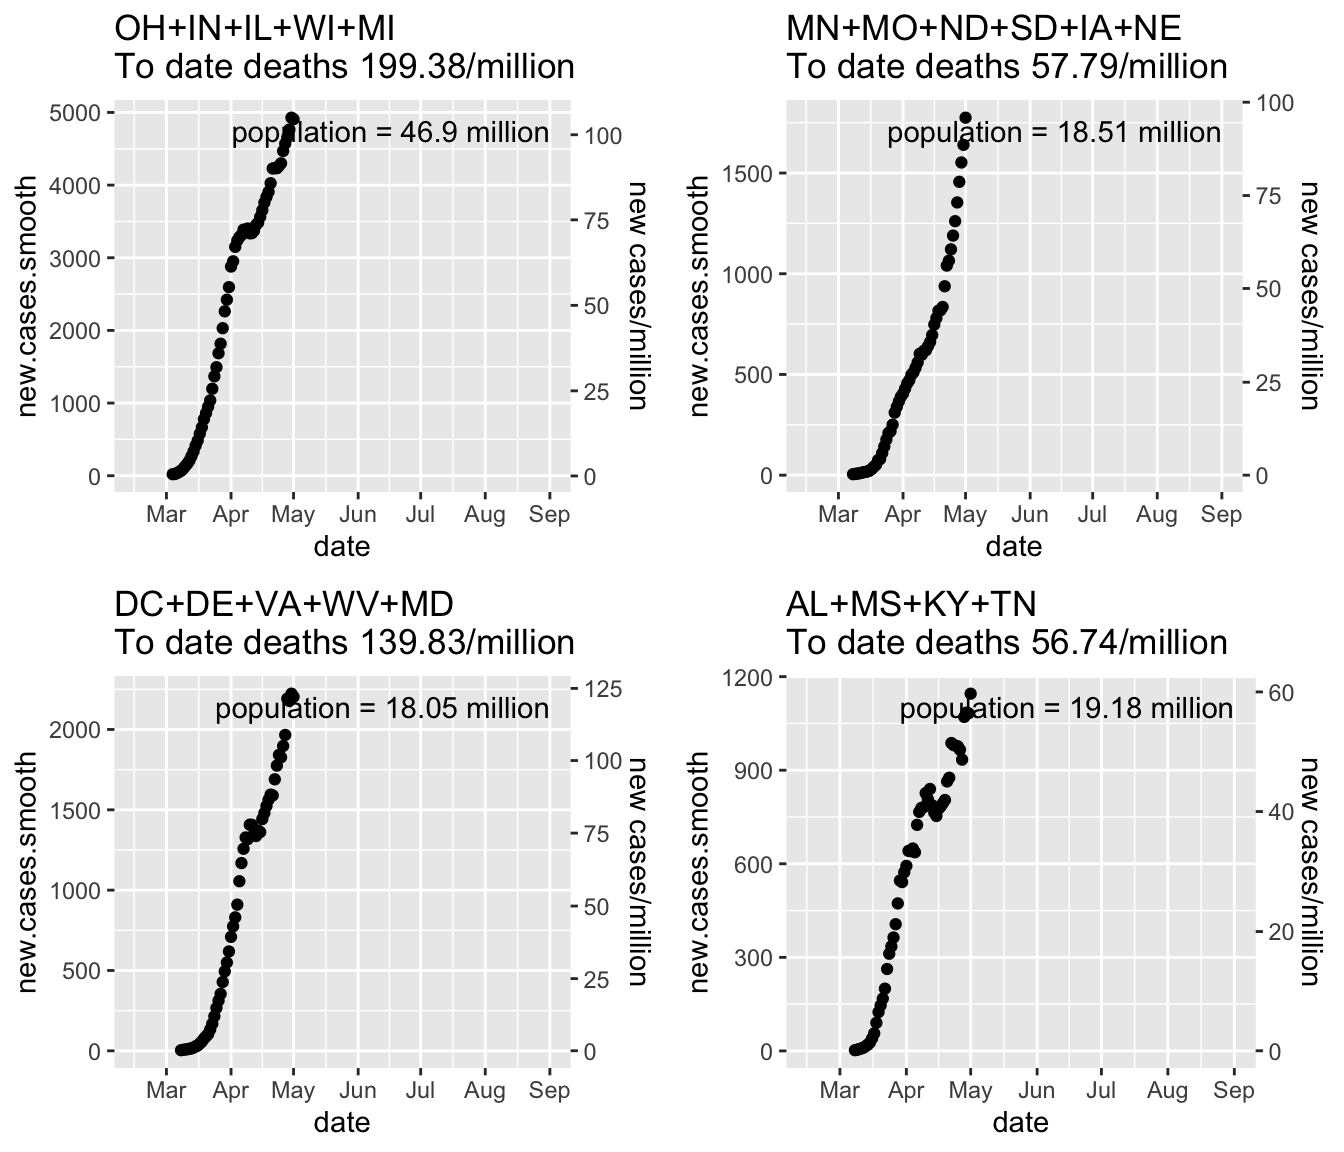 OH+IN+IL+WI+MI
To date deaths 199.38/million
population = 46.9 million
5000
4000
3000
2000
1000
0
new.cases.smooth
100
75
50
25
0
new cases/million
Mar Apr May Jun Jul Aug Sep
date
MN+MO+ND+SD+IA+NE
To date deaths 57.79/million
population = 18.51 million
1500
1000
500
0
new.cases.smooth
100
75
50
25
0
new cases/million
Mar Apr May Jun Jul Aug Sep
date
DC+DE+VA+WV+MD
To date deaths 139.83/million
population = 18.05 million
2000
1500
1000
500
0
new.cases.smooth
125
100
75
50
25
0
new cases/million
Mar Apr May Jun Jul Aug Sep
date
AL+MS+KY+TN
To date deaths 56.74/million
population = 19.18 million
1200
900
600
300
0
new.cases.smooth
60
40
20
0
new cases/million
Mar Apr May Jun Jul Aug Sep
date